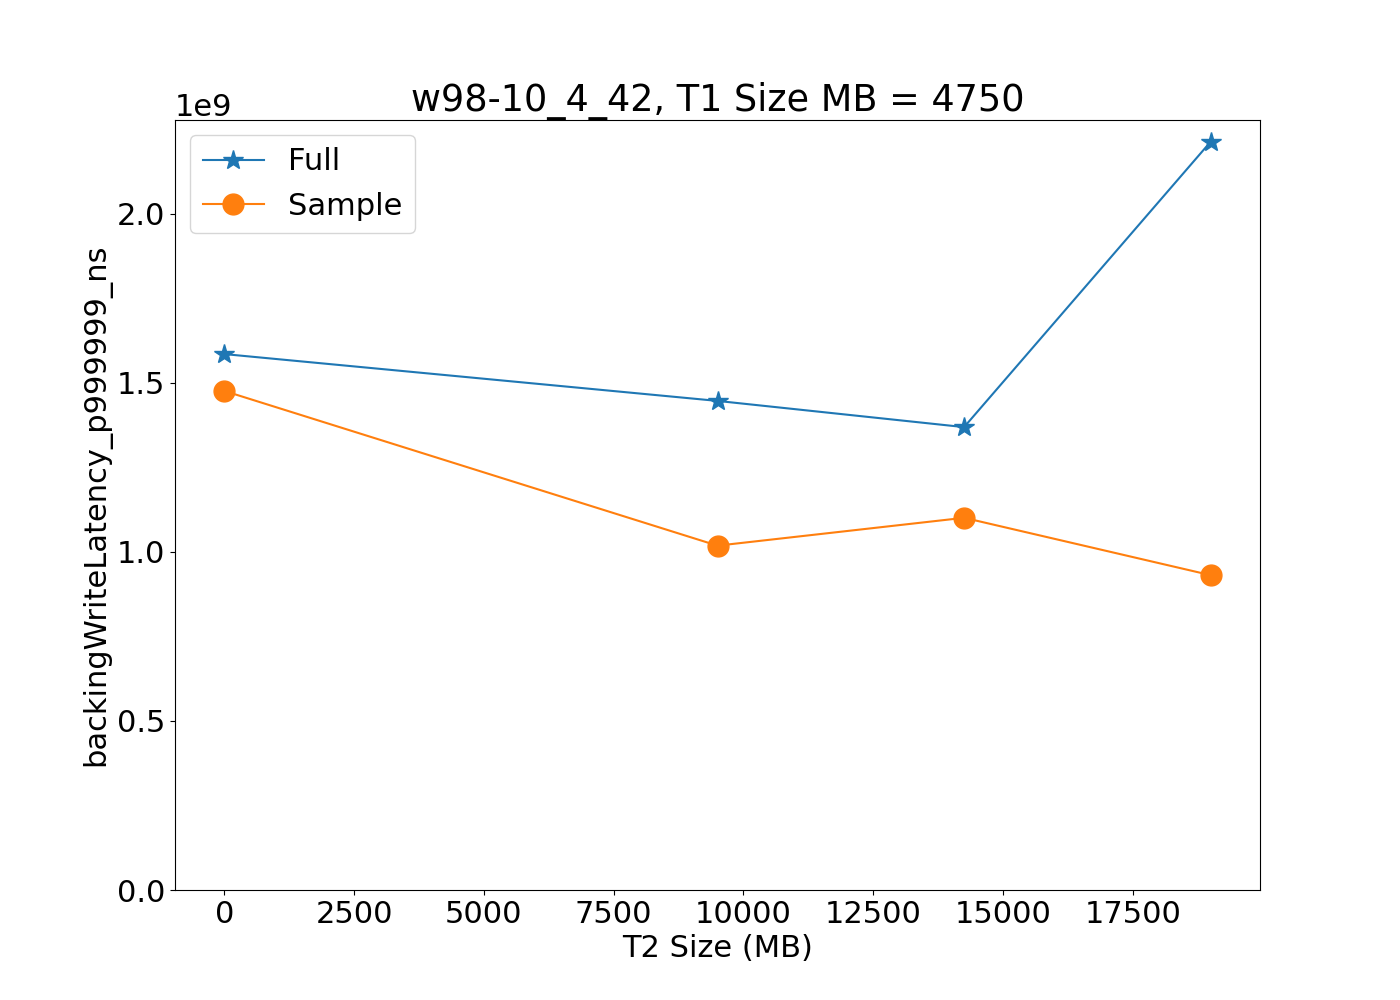 w98-10_4_42, T1 Size MB = 4750
1e9
Full
Sample
2.0
1.5
1.0
0.5
0.0
backingWriteLatency_p999999_ns
0 2500 5000 7500 10000 12500 15000 17500
T2 Size (MB)